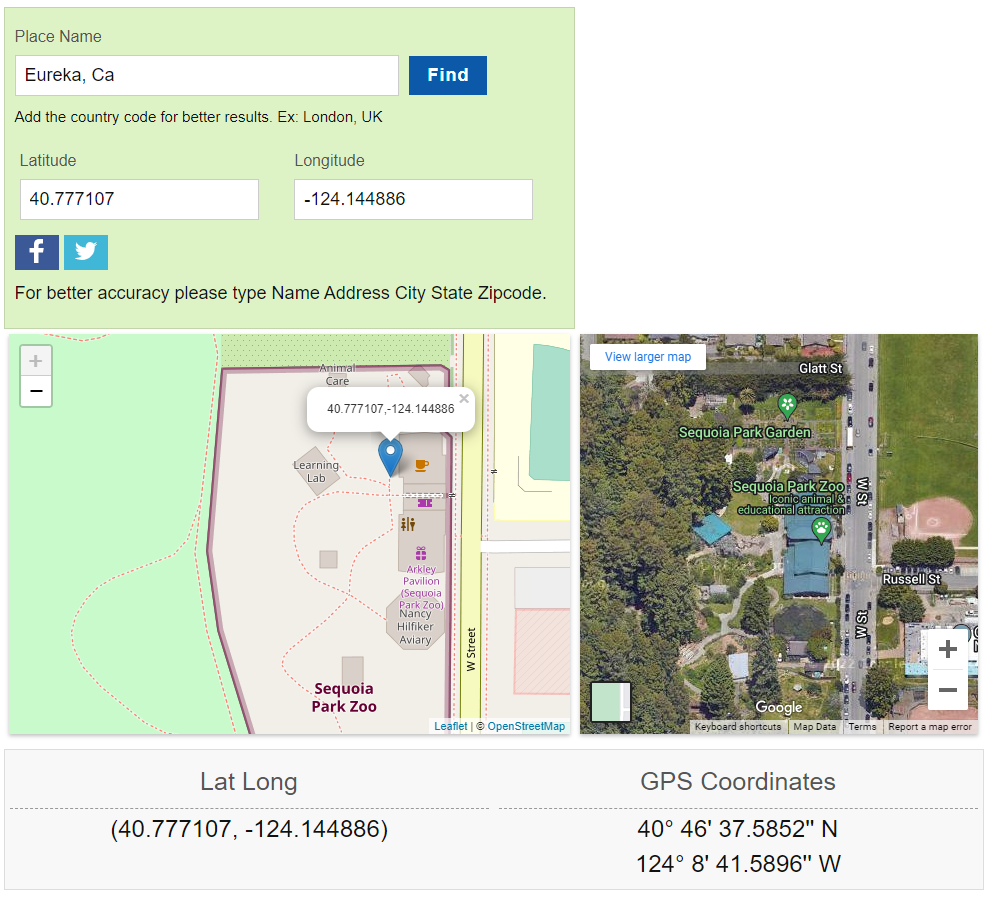 Place Name
Eureka, Ca
Find
Add the country code for better results. Ex: London, UK
Latitude
Longitude
40.777107
-124.144886
For better accuracy please type Name Address City State Zipcode.
+
−
Animal
Care
40.777107,-124.144886
×
Learning
Lab
Arkley
Pavilion
(Sequoia
Park Zoo)
Nancy
Hilfiker
Aviary
W Street
Sequoia
Park Zoo
Leaflet | © OpenStreetMap
View larger map
Glatt St
Sequoia Park Garden
Sequoia Park Zoo
Iconic animal &
educational attraction
W St
Russell St
W St
+
−
Google
Keyboard shortcuts
Map Data
Terms
Report a map error
Lat Long
GPS Coordinates
(40.777107, -124.144886)
40° 46' 37.5852'' N
124° 8' 41.5896'' W